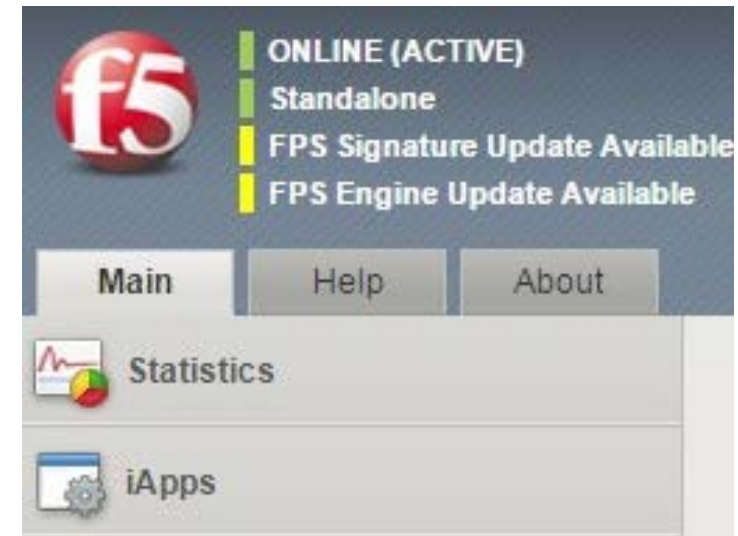 f5
ONLINE (ACTIVE)
Standalone
FPS Signature Update Available
FPS Engine Update Available
Main
Help
About
Statistics
iApps